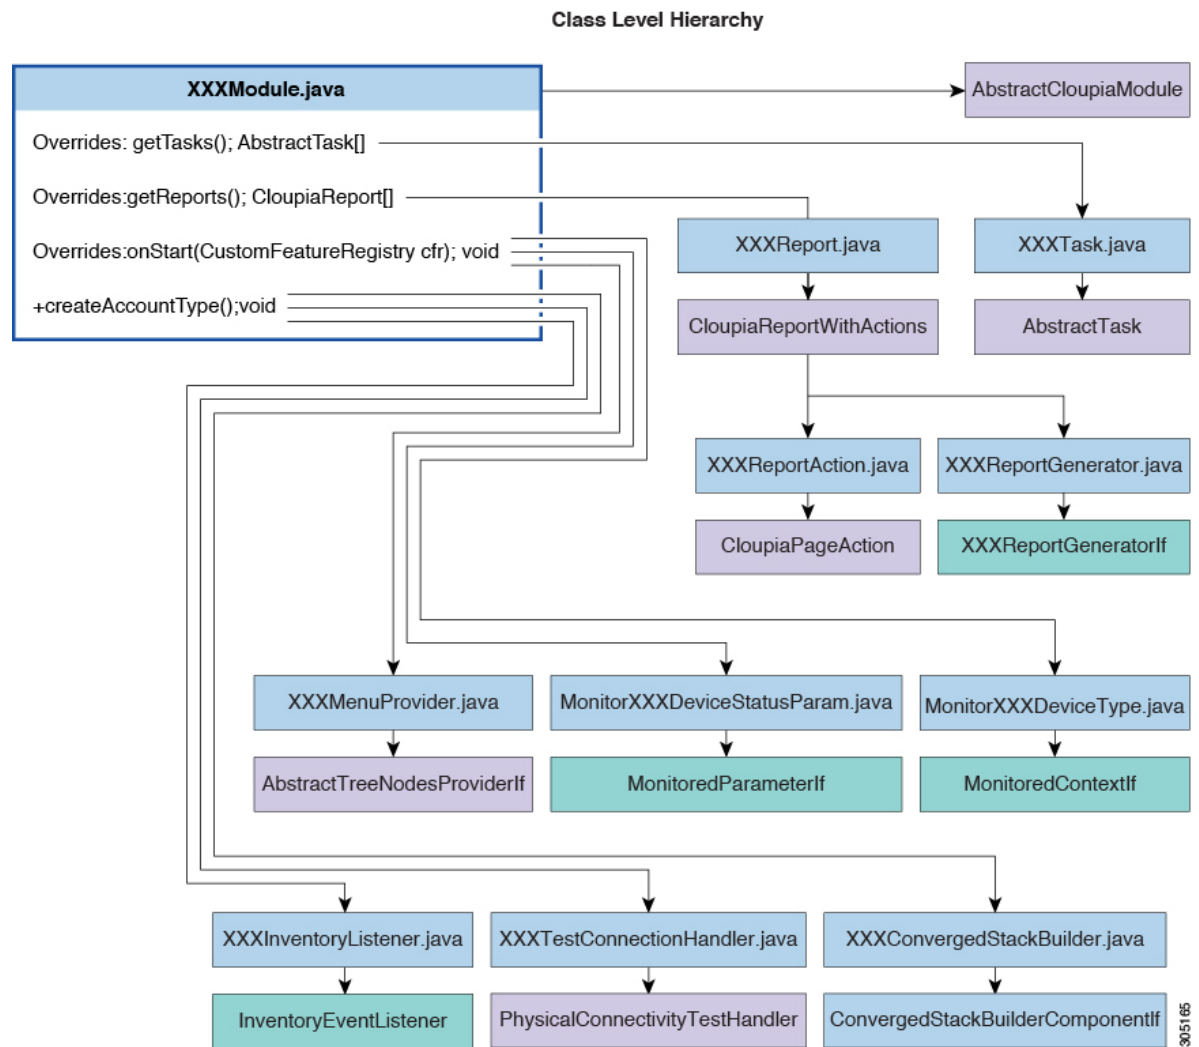 Class Level Hierarchy
XXXModule.java
AbstractCloupiaModule
Overrides: getTasks(); AbstractTask[]
Overrides:getReports(); CloupiaReport[]
Overrides:onStart(CustomFeatureRegistry cfr); void
+createAccountType();void
XXXReport.java
XXXTask.java
CloupiaReportWithActions
AbstractTask
XXXReportAction.java
XXXReportGenerator.java
CloupiaPageAction
XXXReportGeneratorIf
XXXMenuProvider.java
MonitorXXXDeviceStatusParam.java
MonitorXXXDeviceType.java
AbstractTreeNodesProviderIf
MonitoredParameterIf
MonitoredContextIf
XXXInventoryListener.java
XXXTestConnectionHandler.java
XXXConvergedStackBuilder.java
InventoryEventListener
PhysicalConnectivityTestHandler
ConvergedStackBuilderComponentIf
305165